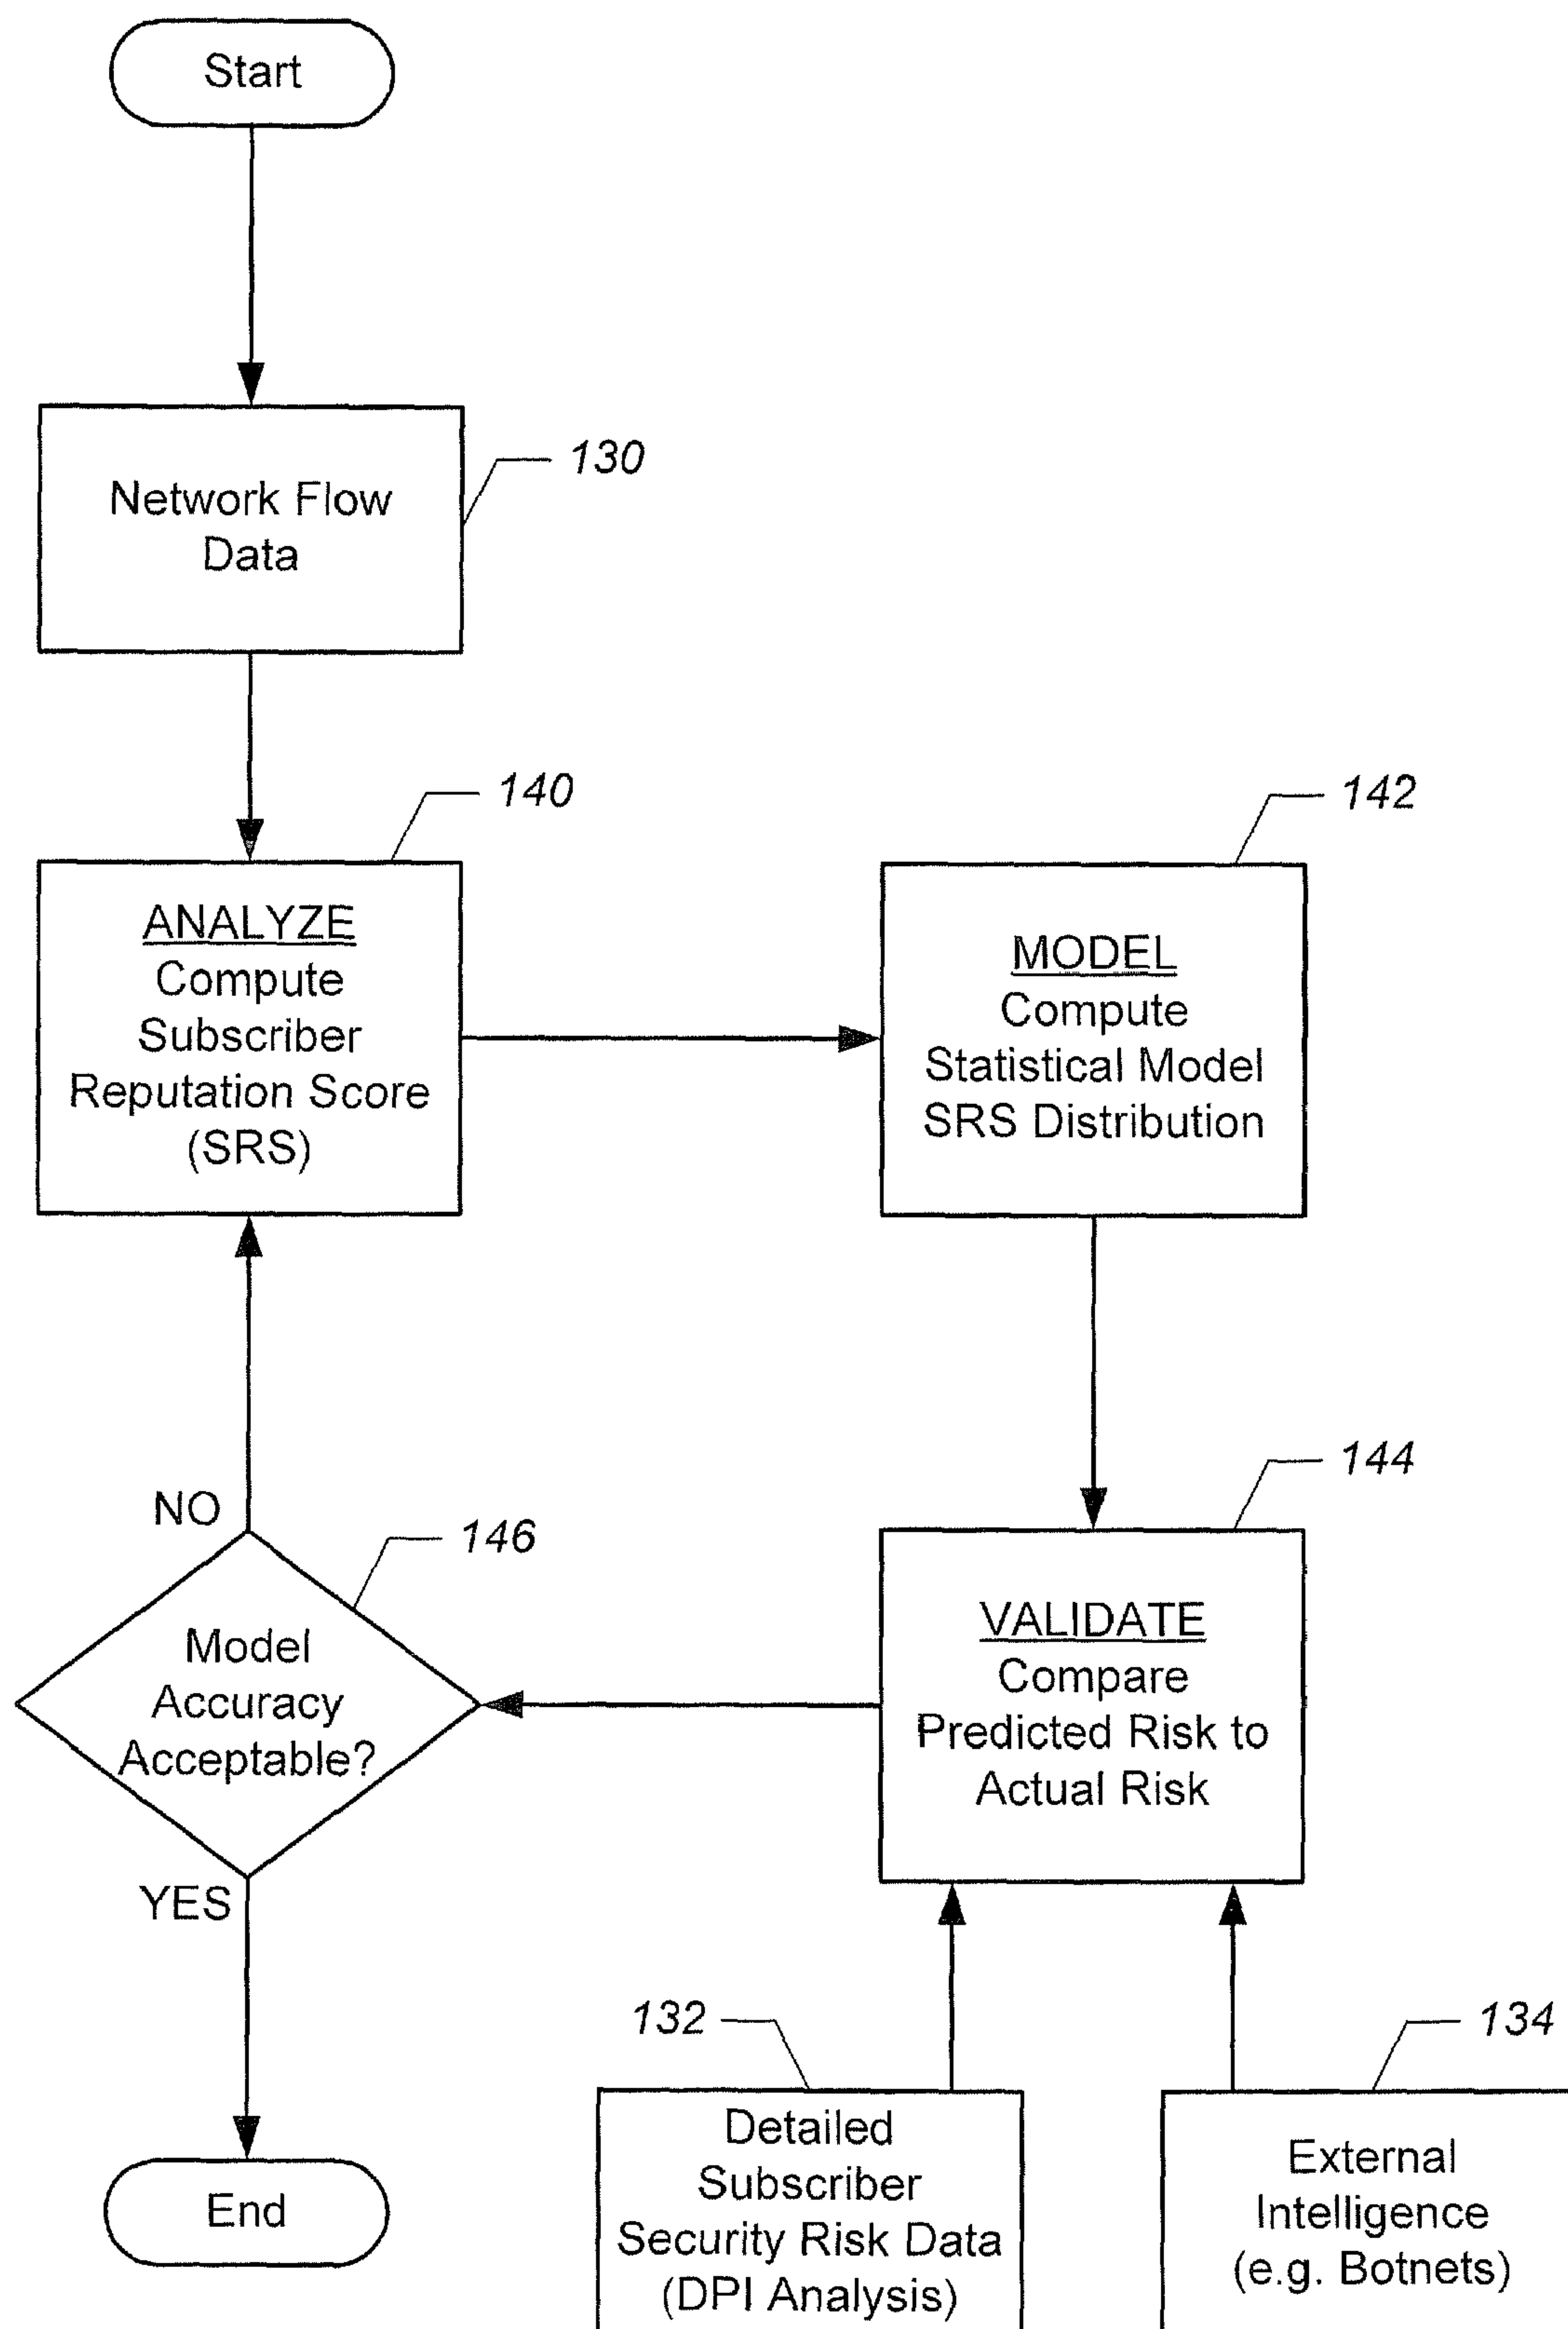 Start
130
Network Flow
Data
140
ANALYZE
Compute
Subscriber
Reputation Score
(SRS)
142
MODEL
Compute
Statistical Model
SRS Distribution
144
VALIDATE
Compare
Predicted Risk to
Actual Risk
NO
146
Model
Accuracy
Acceptable?
YES
End
132
Detailed
Subscriber
Security Risk Data
(DPI Analysis)
134
External
Intelligence
(e.g. Botnets)